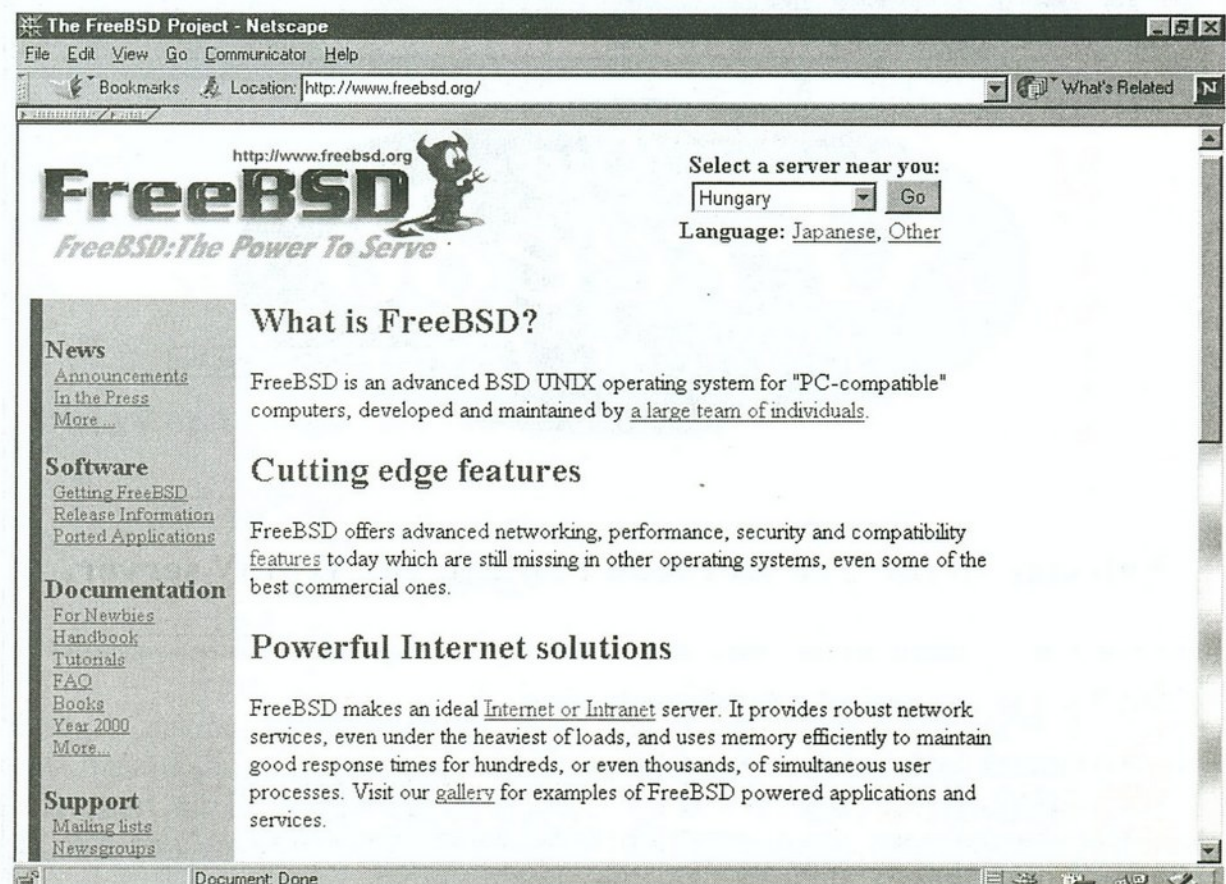 The FreeBSD Project - Netscape
File Edit View Go Communicator Help
Bookmarks Location: http://www.freebsd.org/ What's Related N
http://www.freebsd.org
FreeBSD
FreeBSD: The Power To Serve
Select a server near you:
Hungary Go
Language: Japanese, Other
News
Announcements
In the Press
More ...
Software
Getting FreeBSD
Release Information
Ported Applications
Documentation
For Newbies
Handbook
Tutorials
FAQ
Books
Year 2000
More...
Support
Mailing lists
Newsgroups
What is FreeBSD?
FreeBSD is an advanced BSD UNIX operating system for "PC-compatible"
computers, developed and maintained by a large team of individuals.
Cutting edge features
FreeBSD offers advanced networking, performance, security and compatibility
features today which are still missing in other operating systems, even some of the
best commercial ones.
Powerful Internet solutions
FreeBSD makes an ideal Internet or Intranet server. It provides robust network
services, even under the heaviest of loads, and uses memory efficiently to maintain
good response times for hundreds, or even thousands, of simultaneous user
processes. Visit our gallery for examples of FreeBSD powered applications and
services.
Document: Done